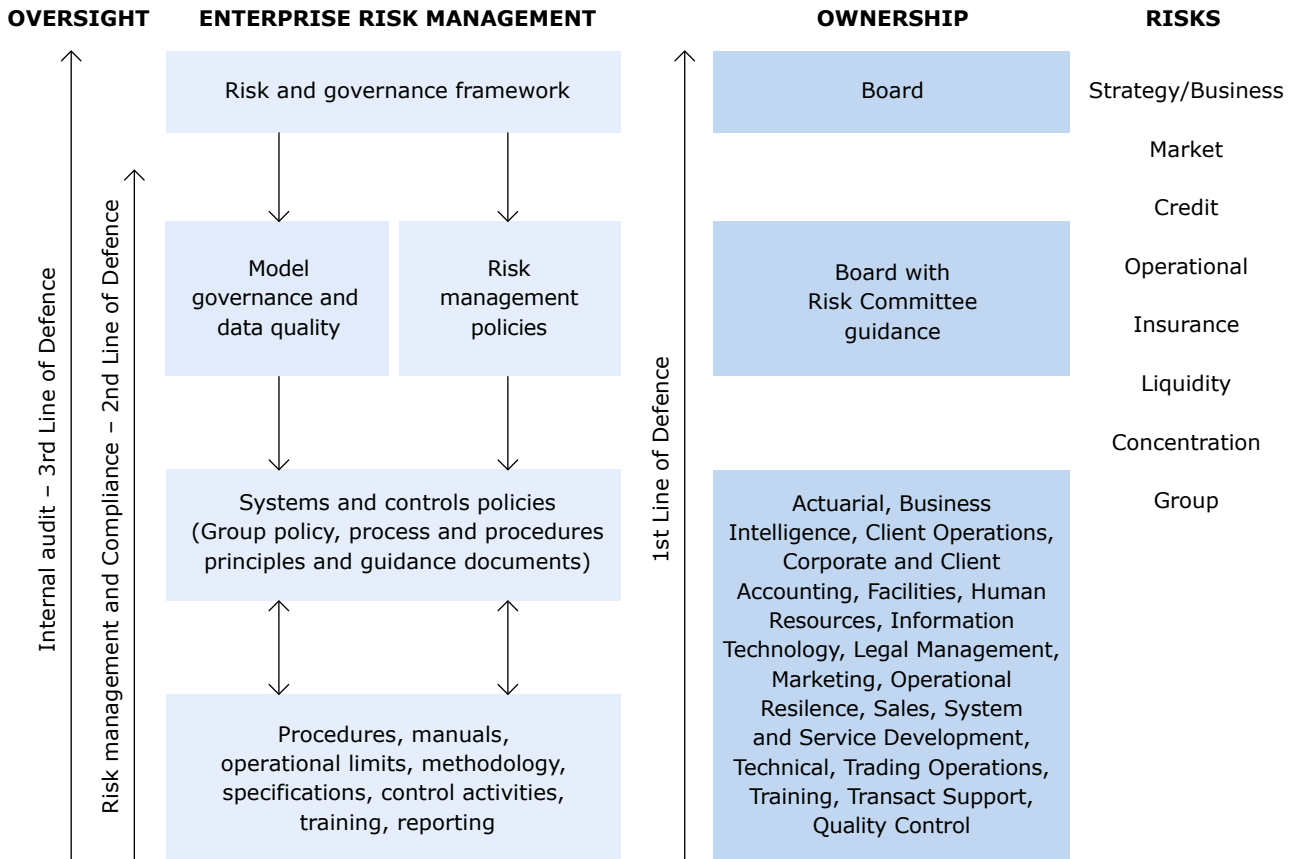 OVERSIGHT
ENTERPRISE RISK MANAGEMENT
OWNERSHIP
RISKS
Internal audit – 3rd Line of Defence
Risk management and Compliance – 2nd Line of Defence
Risk and governance framework
Model
governance and
data quality
Risk
management
policies
Systems and controls policies
(Group policy, process and procedures
principles and guidance documents)
Procedures, manuals,
operational limits, methodology,
specifications, control activities,
training, reporting
1st Line of Defence
Board
Board with
Risk Committee
guidance
Actuarial, Business
Intelligence, Client Operations,
Corporate and Client
Accounting, Facilities, Human
Resources, Information
Technology, Legal Management,
Marketing, Operational
Resilence, Sales, System
and Service Development,
Technical, Trading Operations,
Training, Transact Support,
Quality Control
Strategy/Business
Market
Credit
Operational
Insurance
Liquidity
Concentration
Group